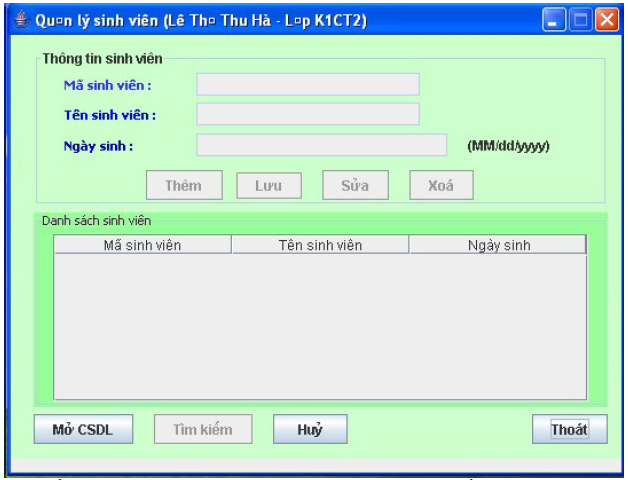 Qu¤n lý sinh viên (Lê Th¤ Thu Hà - L¤p K1CT2)
Thông tin sinh viên
Mã sinh viên :
Tên sinh viên :
Ngày sinh : (MM/dd/yyyy)
Thêm Lưu Sửa Xoá
Danh sách sinh viên
Mã sinh viên Tên sinh viên Ngày sinh
Mở CSDL Tìm kiếm Huỷ Thoát